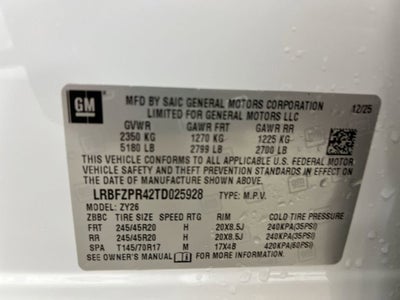 GM
MFD BY SAIC GENERAL MOTORS CORPORATION 12/25
LIMITED FOR GENERAL MOTORS LLC
GVWR GAWR FRT GAWR RR
2350 KG 1270 KG 1225 KG
5180 LB 2799 LB 2700 LB
THIS VEHICLE CONFORMS TO ALL APPLICABLE U.S. FEDERAL MOTOR
VEHICLE SAFETY AND THEFT PREVENTION STANDARDS IN EFFECT ON THE
DATE OF MANUFACTURE SHOWN ABOVE.
LRBFZPR42TD025928 TYPE: M.P.V.
MODEL: ZY26
ZBBC TIRE SIZE SPEED RTG RIM COLD TIRE PRESSURE
FRT 245/45R20 H 20X8.5J 240KPA(35PSI)
RR 245/45R20 H 20X8.5J 240KPA(35PSI)
SPA T145/70R17 M 17X4B 420KPA(60PSI)
SEE OWNER'S MANUAL FOR ADDITIONAL INFORMATION